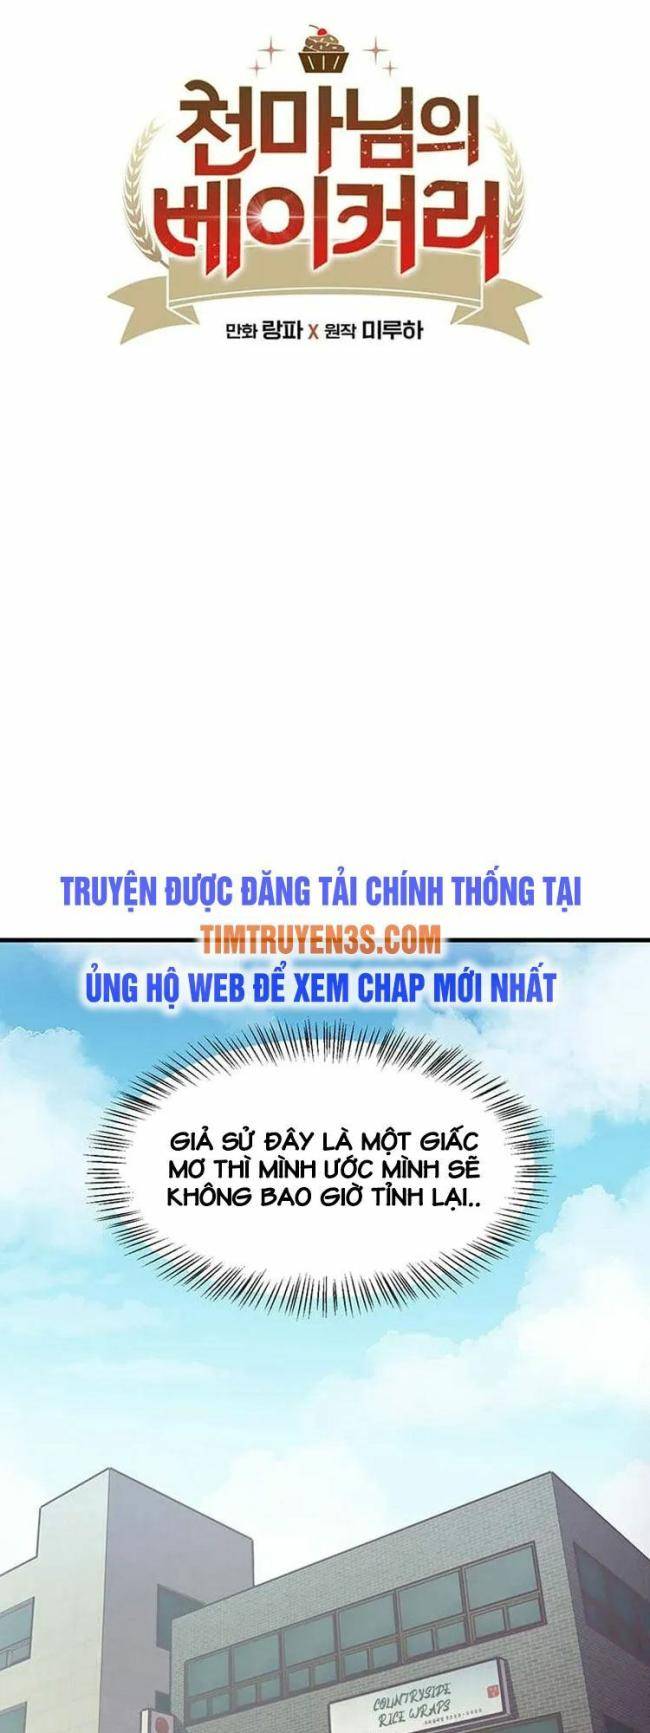 천마님의
베이커리
만화 랑파 X 원작 미루하
TRUYỆN ĐƯỢC ĐĂNG TẢI CHÍNH THỐNG TẠI
TIMTRUYEN3S.COM
ỦNG HỘ WEB ĐỂ XEM CHAP MỚI NHẤT
GIẢ SỬ ĐÂY LÀ MỘT GIẤC
MƠ THÌ MÌNH ƯỚC MÌNH SẼ
KHÔNG BAO GIỜ TỈNH LẠI..
COUNTRYSIDE
RICE WRAPS